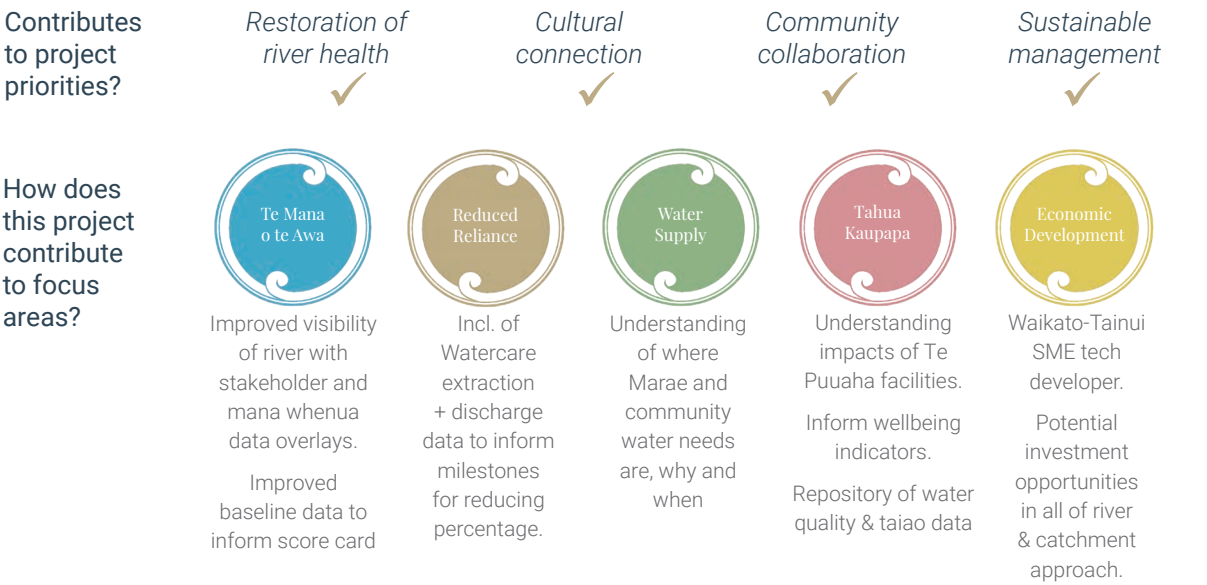 Contributes
to project
priorities?
Restoration of
river health
Cultural
connection
Community
collaboration
Sustainable
management
How does
this project
contribute
to focus
areas?
Te Mana
o te Awa
Improved visibility
of river with
stakeholder and
mana whenua
data overlays.
Improved
baseline data to
inform score card
Reduced
Reliance
Incl. of
Watercare
extraction
+ discharge
data to inform
milestones
for reducing
percentage.
Water
Supply
Understanding
of where
Marae and
community
water needs
are, why and
when
Tahua
Kaupapa
Understanding
impacts of Te
Puuaha facilities.
Inform wellbeing
indicators.
Repository of water
quality & taiao data
Economic
Development
Waikato-Tainui
SME tech
developer.
Potential
investment
opportunities
in all of river
& catchment
approach.